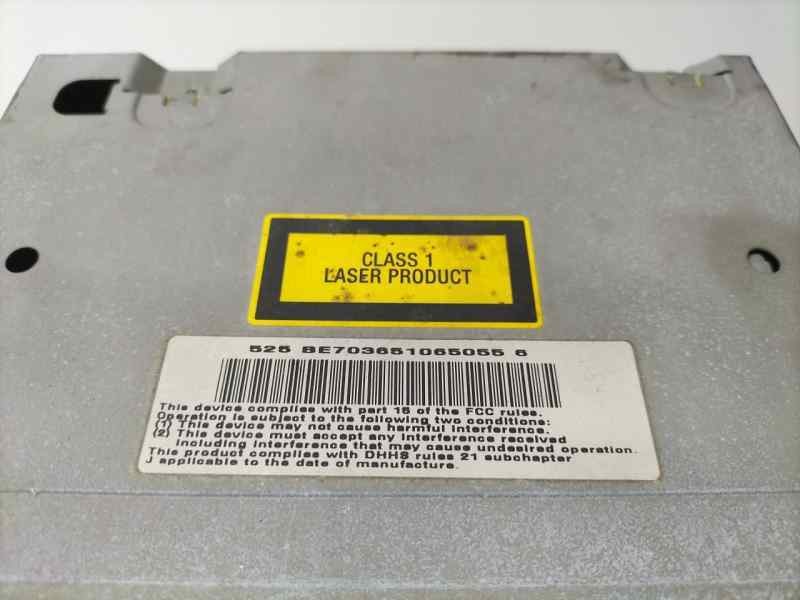 CLASS 1
LASER PRODUCT
525 BE703651065055 6
This device complies with part 15 of the FCC rules.
Operation is subject to the following two conditions:
(1) This device may not cause harmful interference.
(2) This device must accept any interference received
including interference that may cause undesired operation.
This product complies with DHHS rules 21 subchapter
J applicable to the date of manufacture.